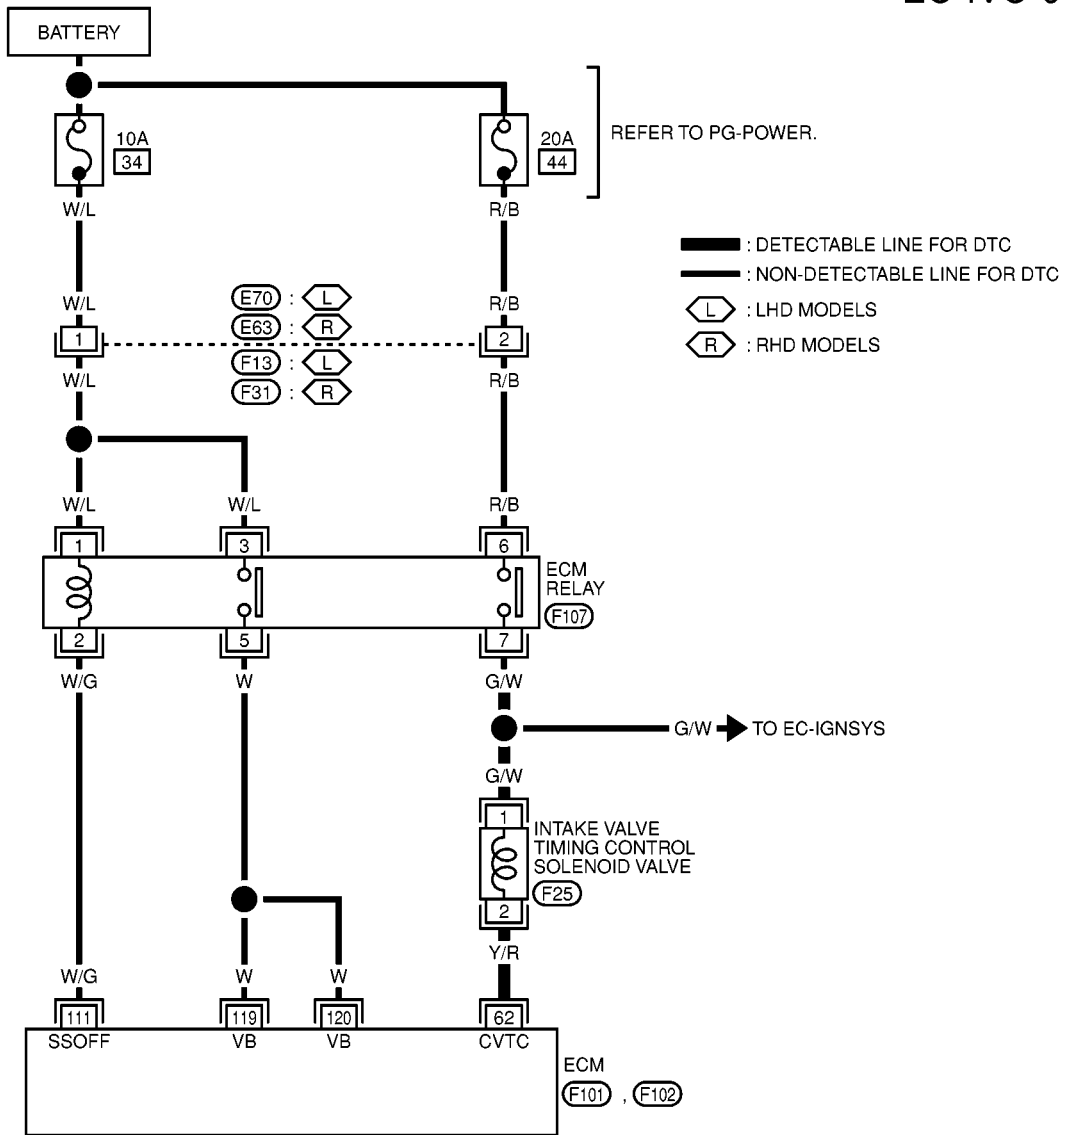 BATTERY
10A
34
20A
44
REFER TO PG-POWER.
W/L
R/B
: DETECTABLE LINE FOR DTC
: NON-DETECTABLE LINE FOR DTC
L : LHD MODELS
R : RHD MODELS
W/L
E70 : L
E63 : R
R/B
1
2
F13 : L
F31 : R
W/L
R/B
W/L
W/L
R/B
1
3
6
ECM
RELAY
F107
2
5
7
W/G
W
G/W
G/W
TO EC-IGNSYS
G/W
1
INTAKE VALVE
TIMING CONTROL
SOLENOID VALVE
F25
2
Y/R
W/G
W
W
111
119
120
62
SSOFF
VB
VB
CVTC
ECM
F101 , F102